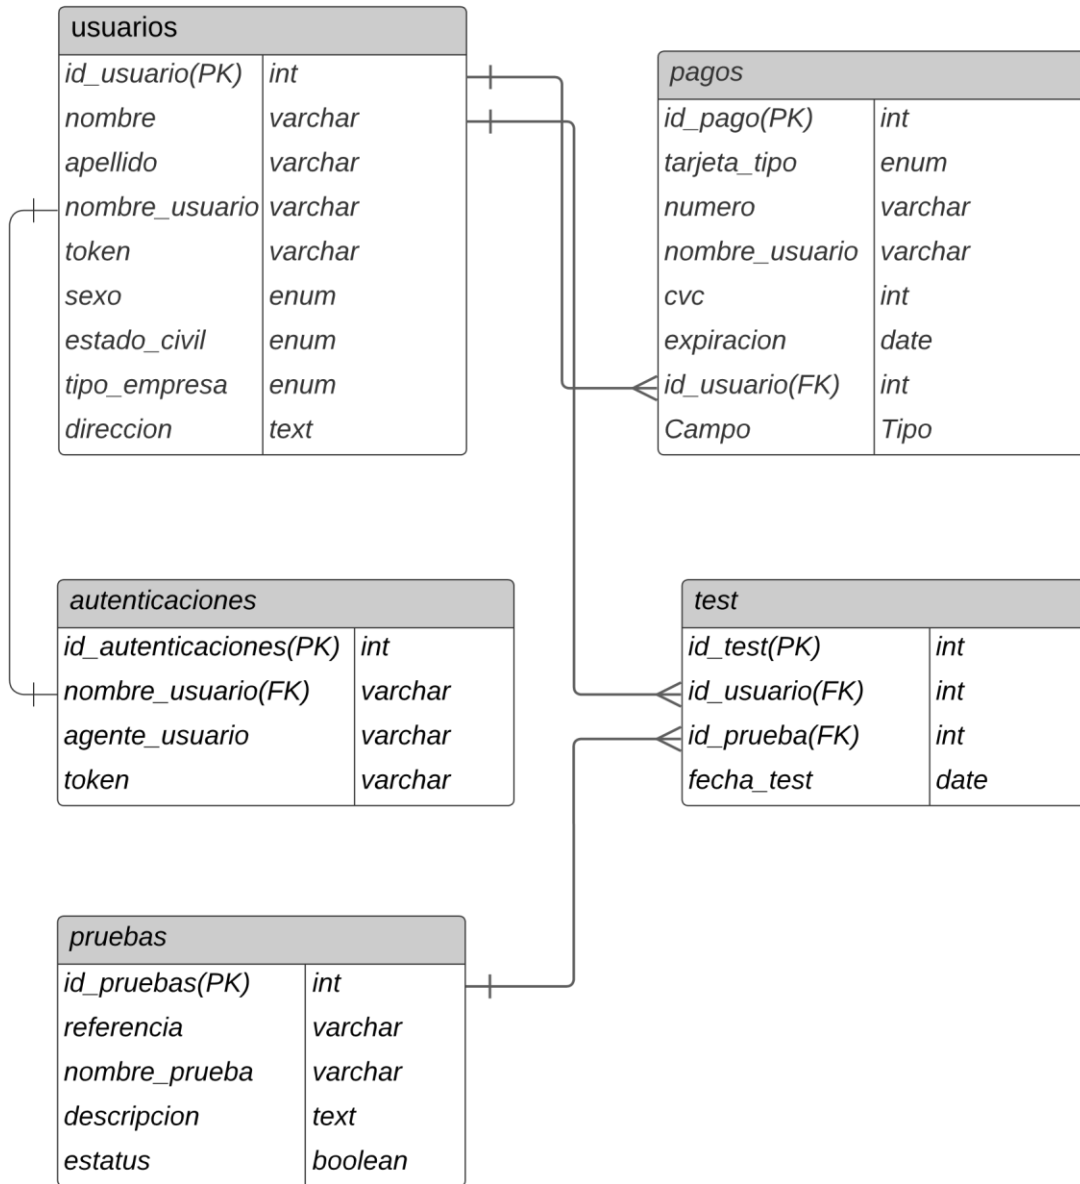 usuarios
id_usuario(PK) int
nombre varchar
apellido varchar
nombre_usuario varchar
token varchar
sexo enum
estado_civil enum
tipo_empresa enum
direccion text
pagos
id_pago(PK) int
tarjeta_tipo enum
numero varchar
nombre_usuario varchar
cvc int
expiracion date
id_usuario(FK) int
Campo Tipo
autenticaciones
id_autenticaciones(PK) int
nombre_usuario(FK) varchar
agente_usuario varchar
token varchar
test
id_test(PK) int
id_usuario(FK) int
id_prueba(FK) int
fecha_test date
pruebas
id_pruebas(PK) int
referencia varchar
nombre_prueba varchar
descripcion text
estatus boolean